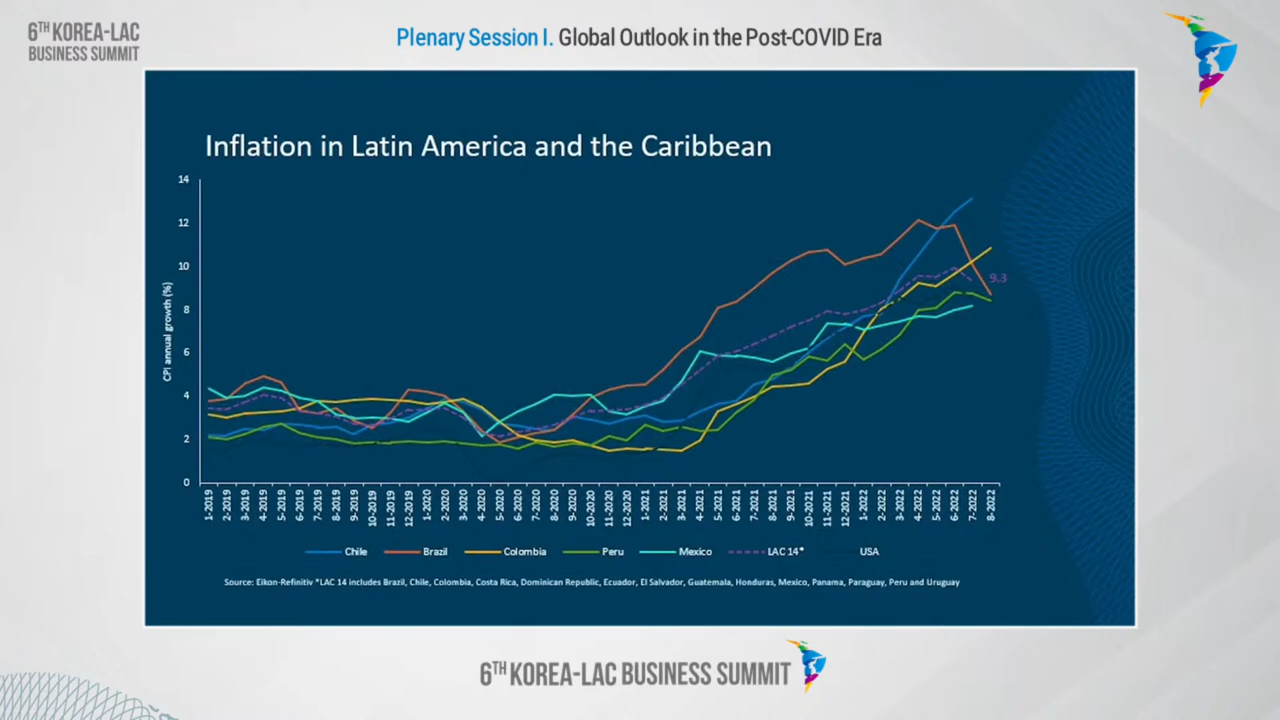 6TH KOREA-LAC
BUSINESS SUMMIT
Plenary Session I. Global Outlook in the Post-COVID Era
Inflation in Latin America and the Caribbean
CPI annual growth (%)
14
12
10
8
6
4
2
0
9.3
1-2019 2-2019 3-2019 4-2019 5-2019 6-2019 7-2019 8-2019 9-2019 10-2019 11-2019 12-2019 1-2020 2-2020 3-2020 4-2020 5-2020 6-2020 7-2020 8-2020 9-2020 10-2020 11-2020 12-2020 1-2021 2-2021 3-2021 4-2021 5-2021 6-2021 7-2021 8-2021 9-2021 10-2021 11-2021 12-2021 1-2022 2-2022 3-2022 4-2022 5-2022 6-2022 7-2022 8-2022
Chile Brazil Colombia Peru Mexico LAC 14* USA
Source: Eikon-Refinitiv *LAC 14 includes Brazil, Chile, Colombia, Costa Rica, Dominican Republic, Ecuador, El Salvador, Guatemala, Honduras, Mexico, Panama, Paraguay, Peru and Uruguay
6TH KOREA-LAC BUSINESS SUMMIT